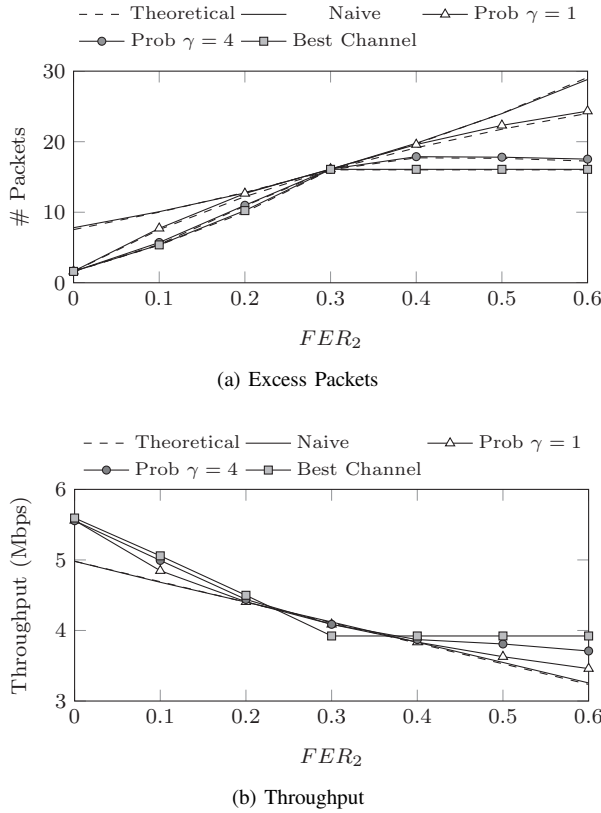 Theoretical Naive Prob γ = 1
Prob γ = 4 Best Channel
30
20
10
0
# Packets
0 0.1 0.2 0.3 0.4 0.5 0.6
FER₂
(a) Excess Packets
Theoretical Naive Prob γ = 1
Prob γ = 4 Best Channel
6
5
4
3
Throughput (Mbps)
0 0.1 0.2 0.3 0.4 0.5 0.6
FER₂
(b) Throughput